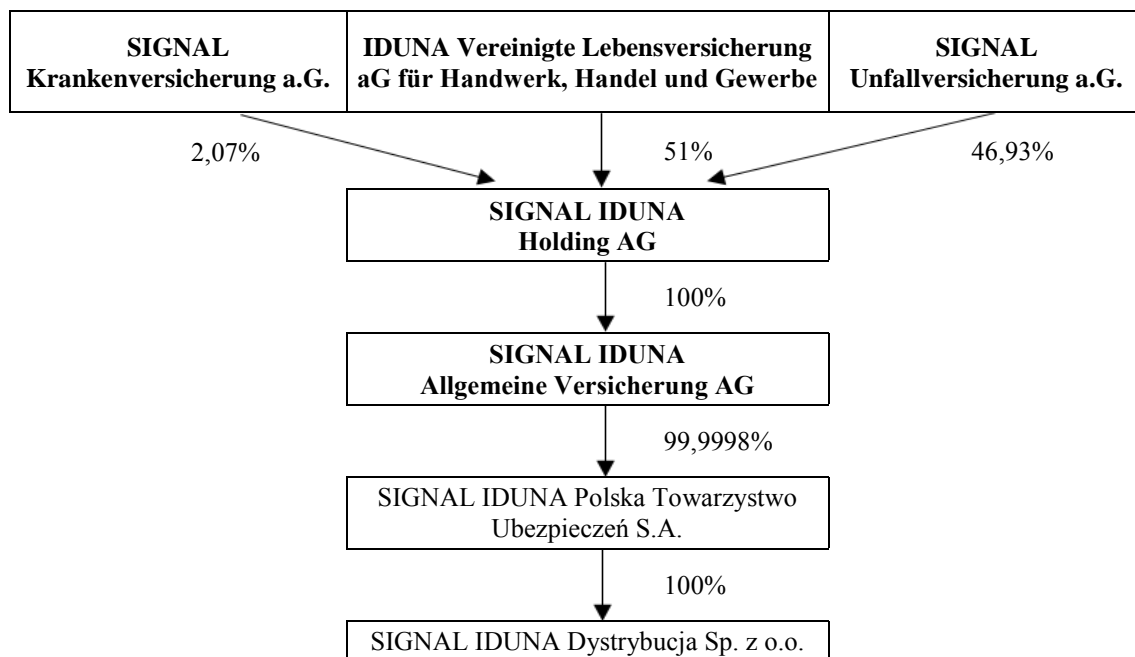 SIGNAL
Krankenversicherung a.G.
IDUNA Vereinigte Lebensversicherung
aG für Handwerk, Handel und Gewerbe
SIGNAL
Unfallversicherung a.G.
2,07%
51%
46,93%
SIGNAL IDUNA
Holding AG
100%
SIGNAL IDUNA
Allgemeine Versicherung AG
99,9998%
SIGNAL IDUNA Polska Towarzystwo
Ubezpieczeń S.A.
100%
SIGNAL IDUNA Dystrybucja Sp. z o.o.